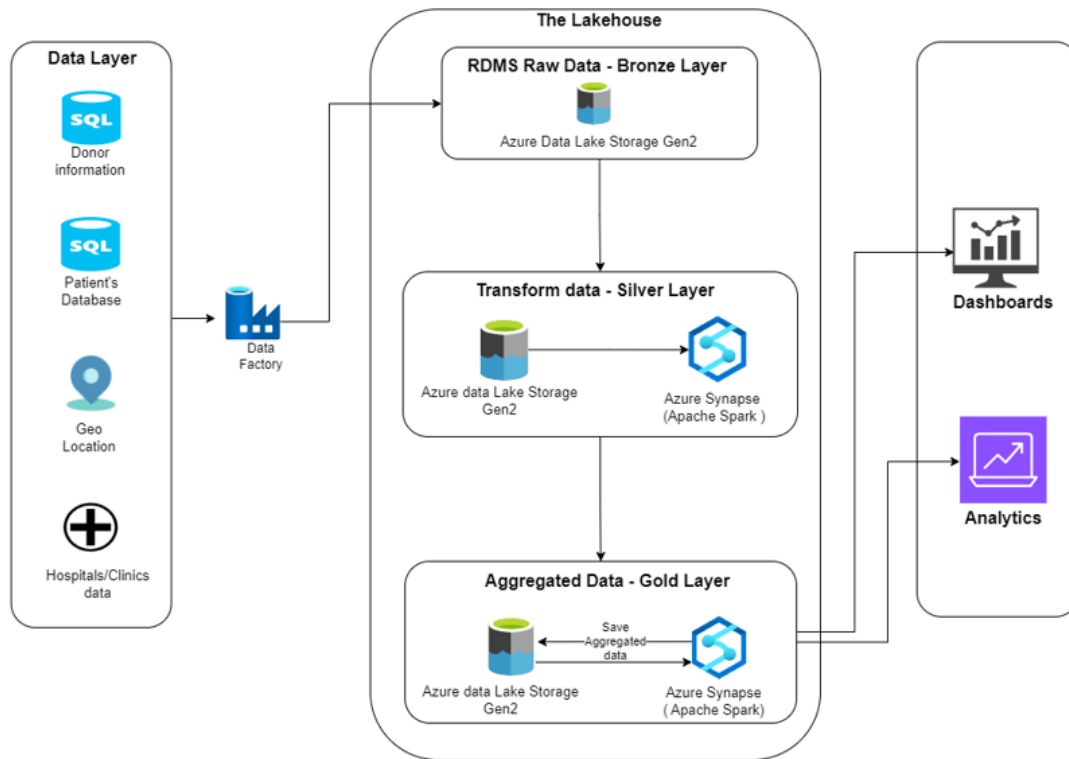 Data Layer
SQL
Donor
information
SQL
Patient's
Database
Geo
Location
Hospitals/Clinics
data
Data
Factory
The Lakehouse
RDMS Raw Data - Bronze Layer
Azure Data Lake Storage Gen2
Transform data - Silver Layer
Azure data Lake Storage
Gen2
Azure Synapse
(Apache Spark )
Aggregated Data - Gold Layer
Save
Aggregated
data
Azure data Lake Storage
Gen2
Azure Synapse
( Apache Spark)
Dashboards
Analytics